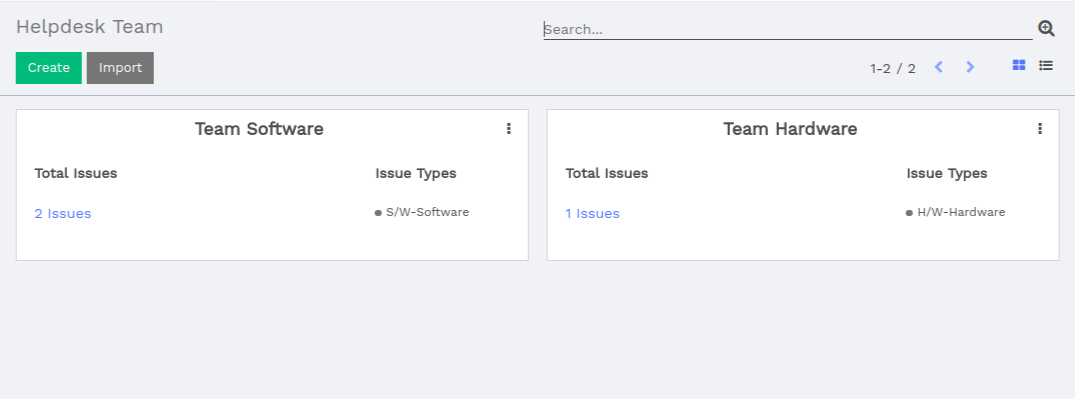 Helpdesk Team
Search...
Create Import
1-2 / 2
Team Software
Total Issues Issue Types
2 Issues S/W-Software
Team Hardware
Total Issues Issue Types
1 Issues H/W-Hardware